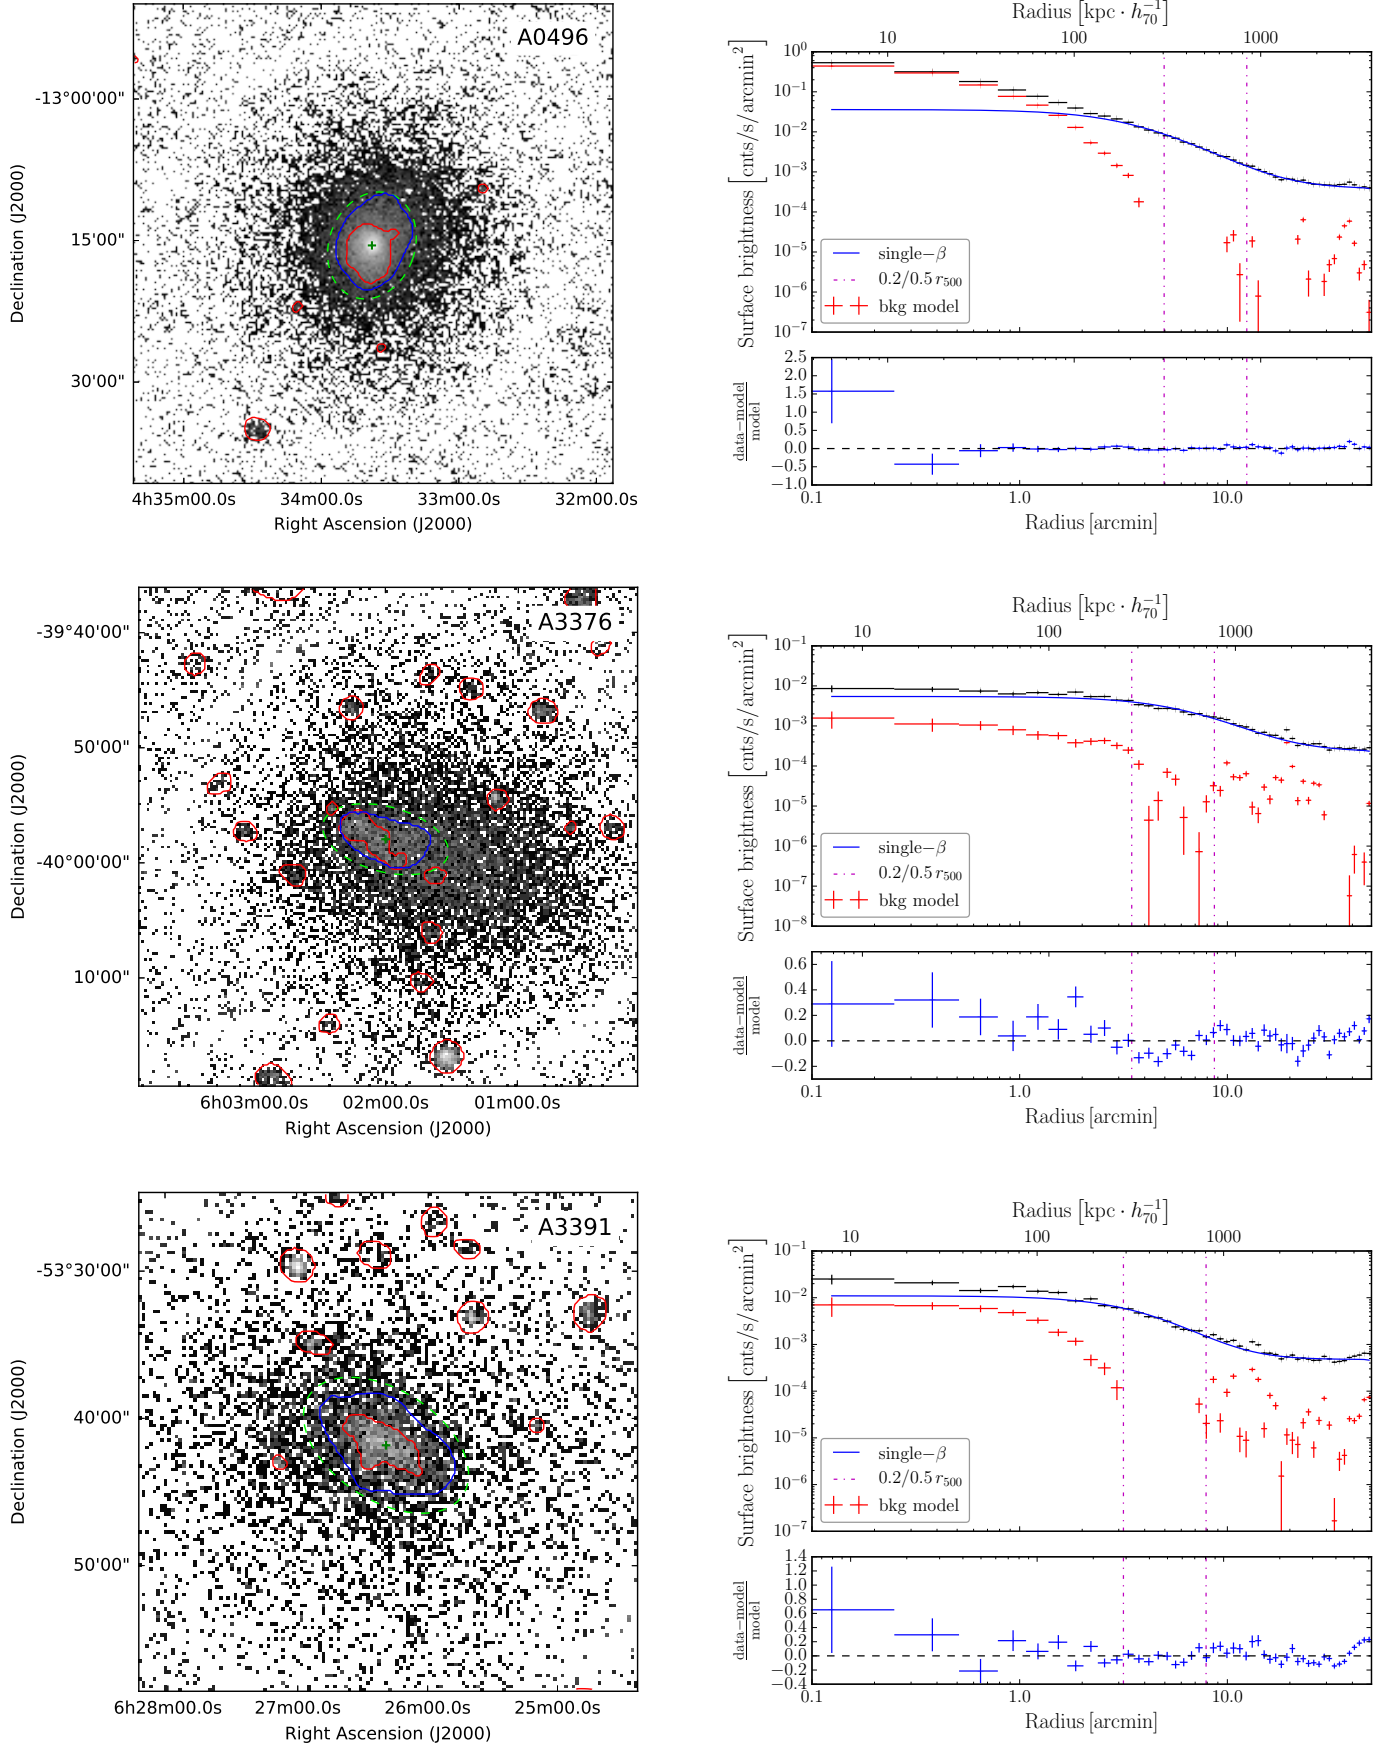 A0496
-13°00'00"
15'00"
30'00"
Declination (J2000)
4h35m00.0s 34m00.0s 33m00.0s 32m00.0s
Right Ascension (J2000)
Radius [kpc · h₇₀⁻¹]
10 100 1000
Surface brightness [cnts/s/arcmin²]
10⁰
10⁻¹
10⁻²
10⁻³
10⁻⁴
10⁻⁵
10⁻⁶
10⁻⁷
single−β
0.2/0.5 r₅₀₀
bkg model
data−model
model
2.5
2.0
1.5
1.0
0.5
0.0
−0.5
−1.0
0.1 1.0 10.0
Radius [arcmin]
A3376
-39°40'00"
50'00"
-40°00'00"
10'00"
Declination (J2000)
6h03m00.0s 02m00.0s 01m00.0s
Right Ascension (J2000)
Radius [kpc · h₇₀⁻¹]
10 100 1000
Surface brightness [cnts/s/arcmin²]
10⁻¹
10⁻²
10⁻³
10⁻⁴
10⁻⁵
10⁻⁶
10⁻⁷
10⁻⁸
single−β
0.2/0.5 r₅₀₀
bkg model
data−model
model
0.6
0.4
0.2
0.0
−0.2
0.1 1.0 10.0
Radius [arcmin]
A3391
-53°30'00"
40'00"
50'00"
Declination (J2000)
6h28m00.0s 27m00.0s 26m00.0s 25m00.0s
Right Ascension (J2000)
Radius [kpc · h₇₀⁻¹]
10 100 1000
Surface brightness [cnts/s/arcmin²]
10⁻¹
10⁻²
10⁻³
10⁻⁴
10⁻⁵
10⁻⁶
10⁻⁷
single−β
0.2/0.5 r₅₀₀
bkg model
data−model
model
1.4
1.2
1.0
0.8
0.6
0.4
0.2
0.0
−0.2
−0.4
0.1 1.0 10.0
Radius [arcmin]